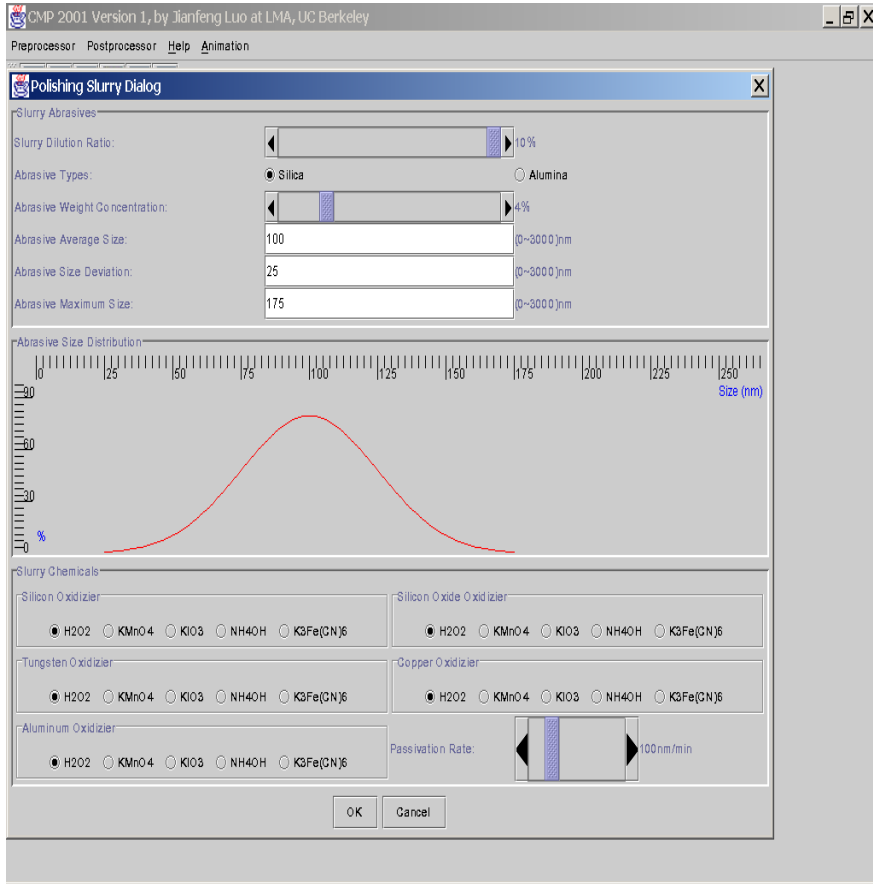 CMP 2001 Version 1, by Jianfeng Luo at LMA, UC Berkeley
Preprocessor Postprocessor Help Animation
Polishing Slurry Dialog
Slurry Abrasives
Slurry Dilution Ratio: 10%
Abrasive Types: Silica Alumina
Abrasive Weight Concentration: 4%
Abrasive Average Size: 100 (0~3000)nm
Abrasive Size Deviation: 25 (0~3000)nm
Abrasive Maximum Size: 175 (0~3000)nm
Abrasive Size Distribution
0 25 50 75 100 125 150 175 200 225 250
Size (nm)
90
60
30
%
0
Slurry Chemicals
Silicon Oxidizier
H2O2 KMnO4 KIO3 NH4OH K3Fe(CN)6
Silicon Oxide Oxidizier
H2O2 KMnO4 KIO3 NH4OH K3Fe(CN)6
Tungsten Oxidizier
H2O2 KMnO4 KIO3 NH4OH K3Fe(CN)6
Copper Oxidizier
H2O2 KMnO4 KIO3 NH4OH K3Fe(CN)6
Aluminum Oxidizier
H2O2 KMnO4 KIO3 NH4OH K3Fe(CN)6
Passivation Rate: 100nm/min
OK Cancel